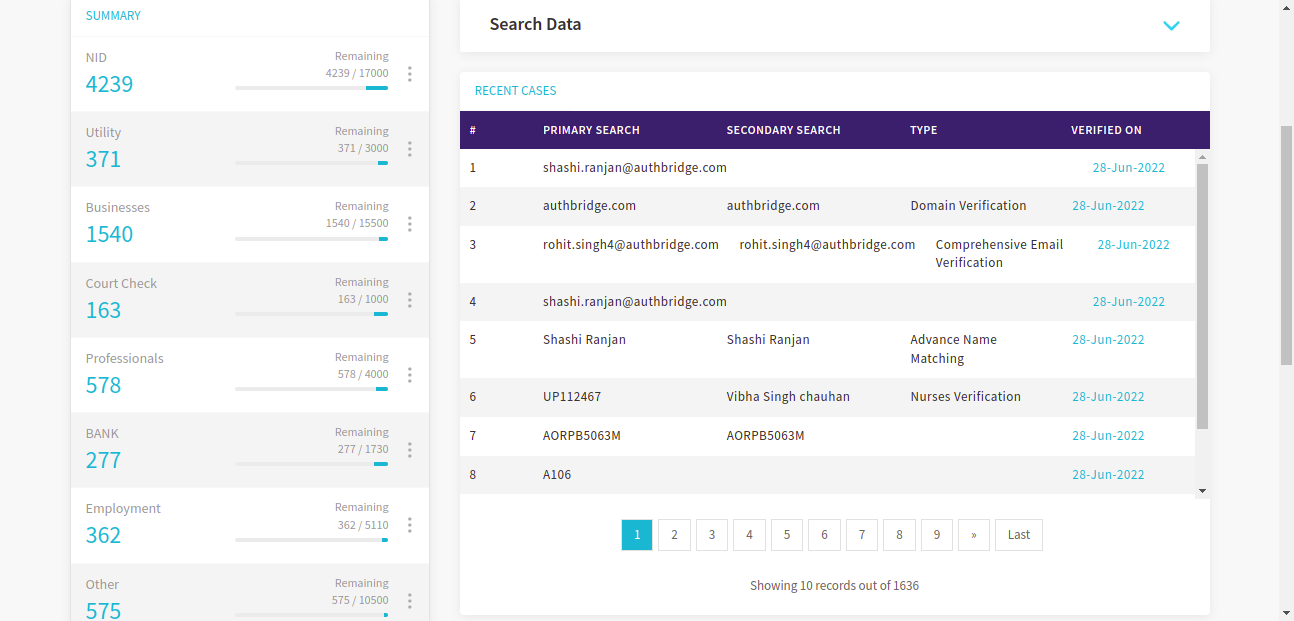 SUMMARY
NID
Remaining
4239
4239 / 17000
Utility
Remaining
371
371 / 3000
Businesses
Remaining
1540
1540 / 15500
Court Check
Remaining
163
163 / 1000
Professionals
Remaining
578
578 / 4000
BANK
Remaining
277
277 / 1730
Employment
Remaining
362
362 / 5110
Other
Remaining
575
575 / 10500
Search Data
RECENT CASES
# PRIMARY SEARCH SECONDARY SEARCH TYPE VERIFIED ON
1 shashi.ranjan@authbridge.com 28-Jun-2022
2 authbridge.com authbridge.com Domain Verification 28-Jun-2022
3 rohit.singh4@authbridge.com rohit.singh4@authbridge.com Comprehensive Email 28-Jun-2022
Verification
4 shashi.ranjan@authbridge.com 28-Jun-2022
5 Shashi Ranjan Shashi Ranjan Advance Name 28-Jun-2022
Matching
6 UP112467 Vibha Singh chauhan Nurses Verification 28-Jun-2022
7 AORPB5063M AORPB5063M 28-Jun-2022
8 A106 28-Jun-2022
1 2 3 4 5 6 7 8 9 » Last
Showing 10 records out of 1636